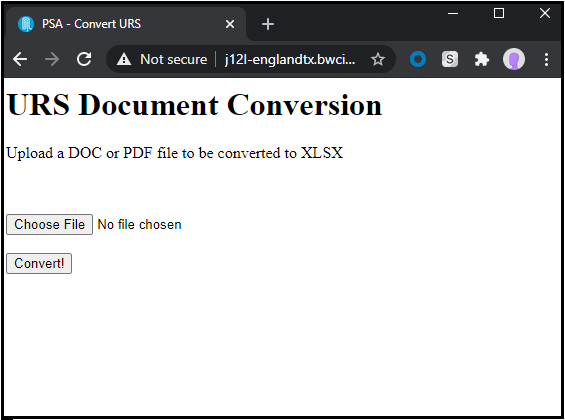 PSA - Convert URS
Not secure j12l-englandtx.bwci...
S
URS Document Conversion
Upload a DOC or PDF file to be converted to XLSX
Choose File No file chosen
Convert!